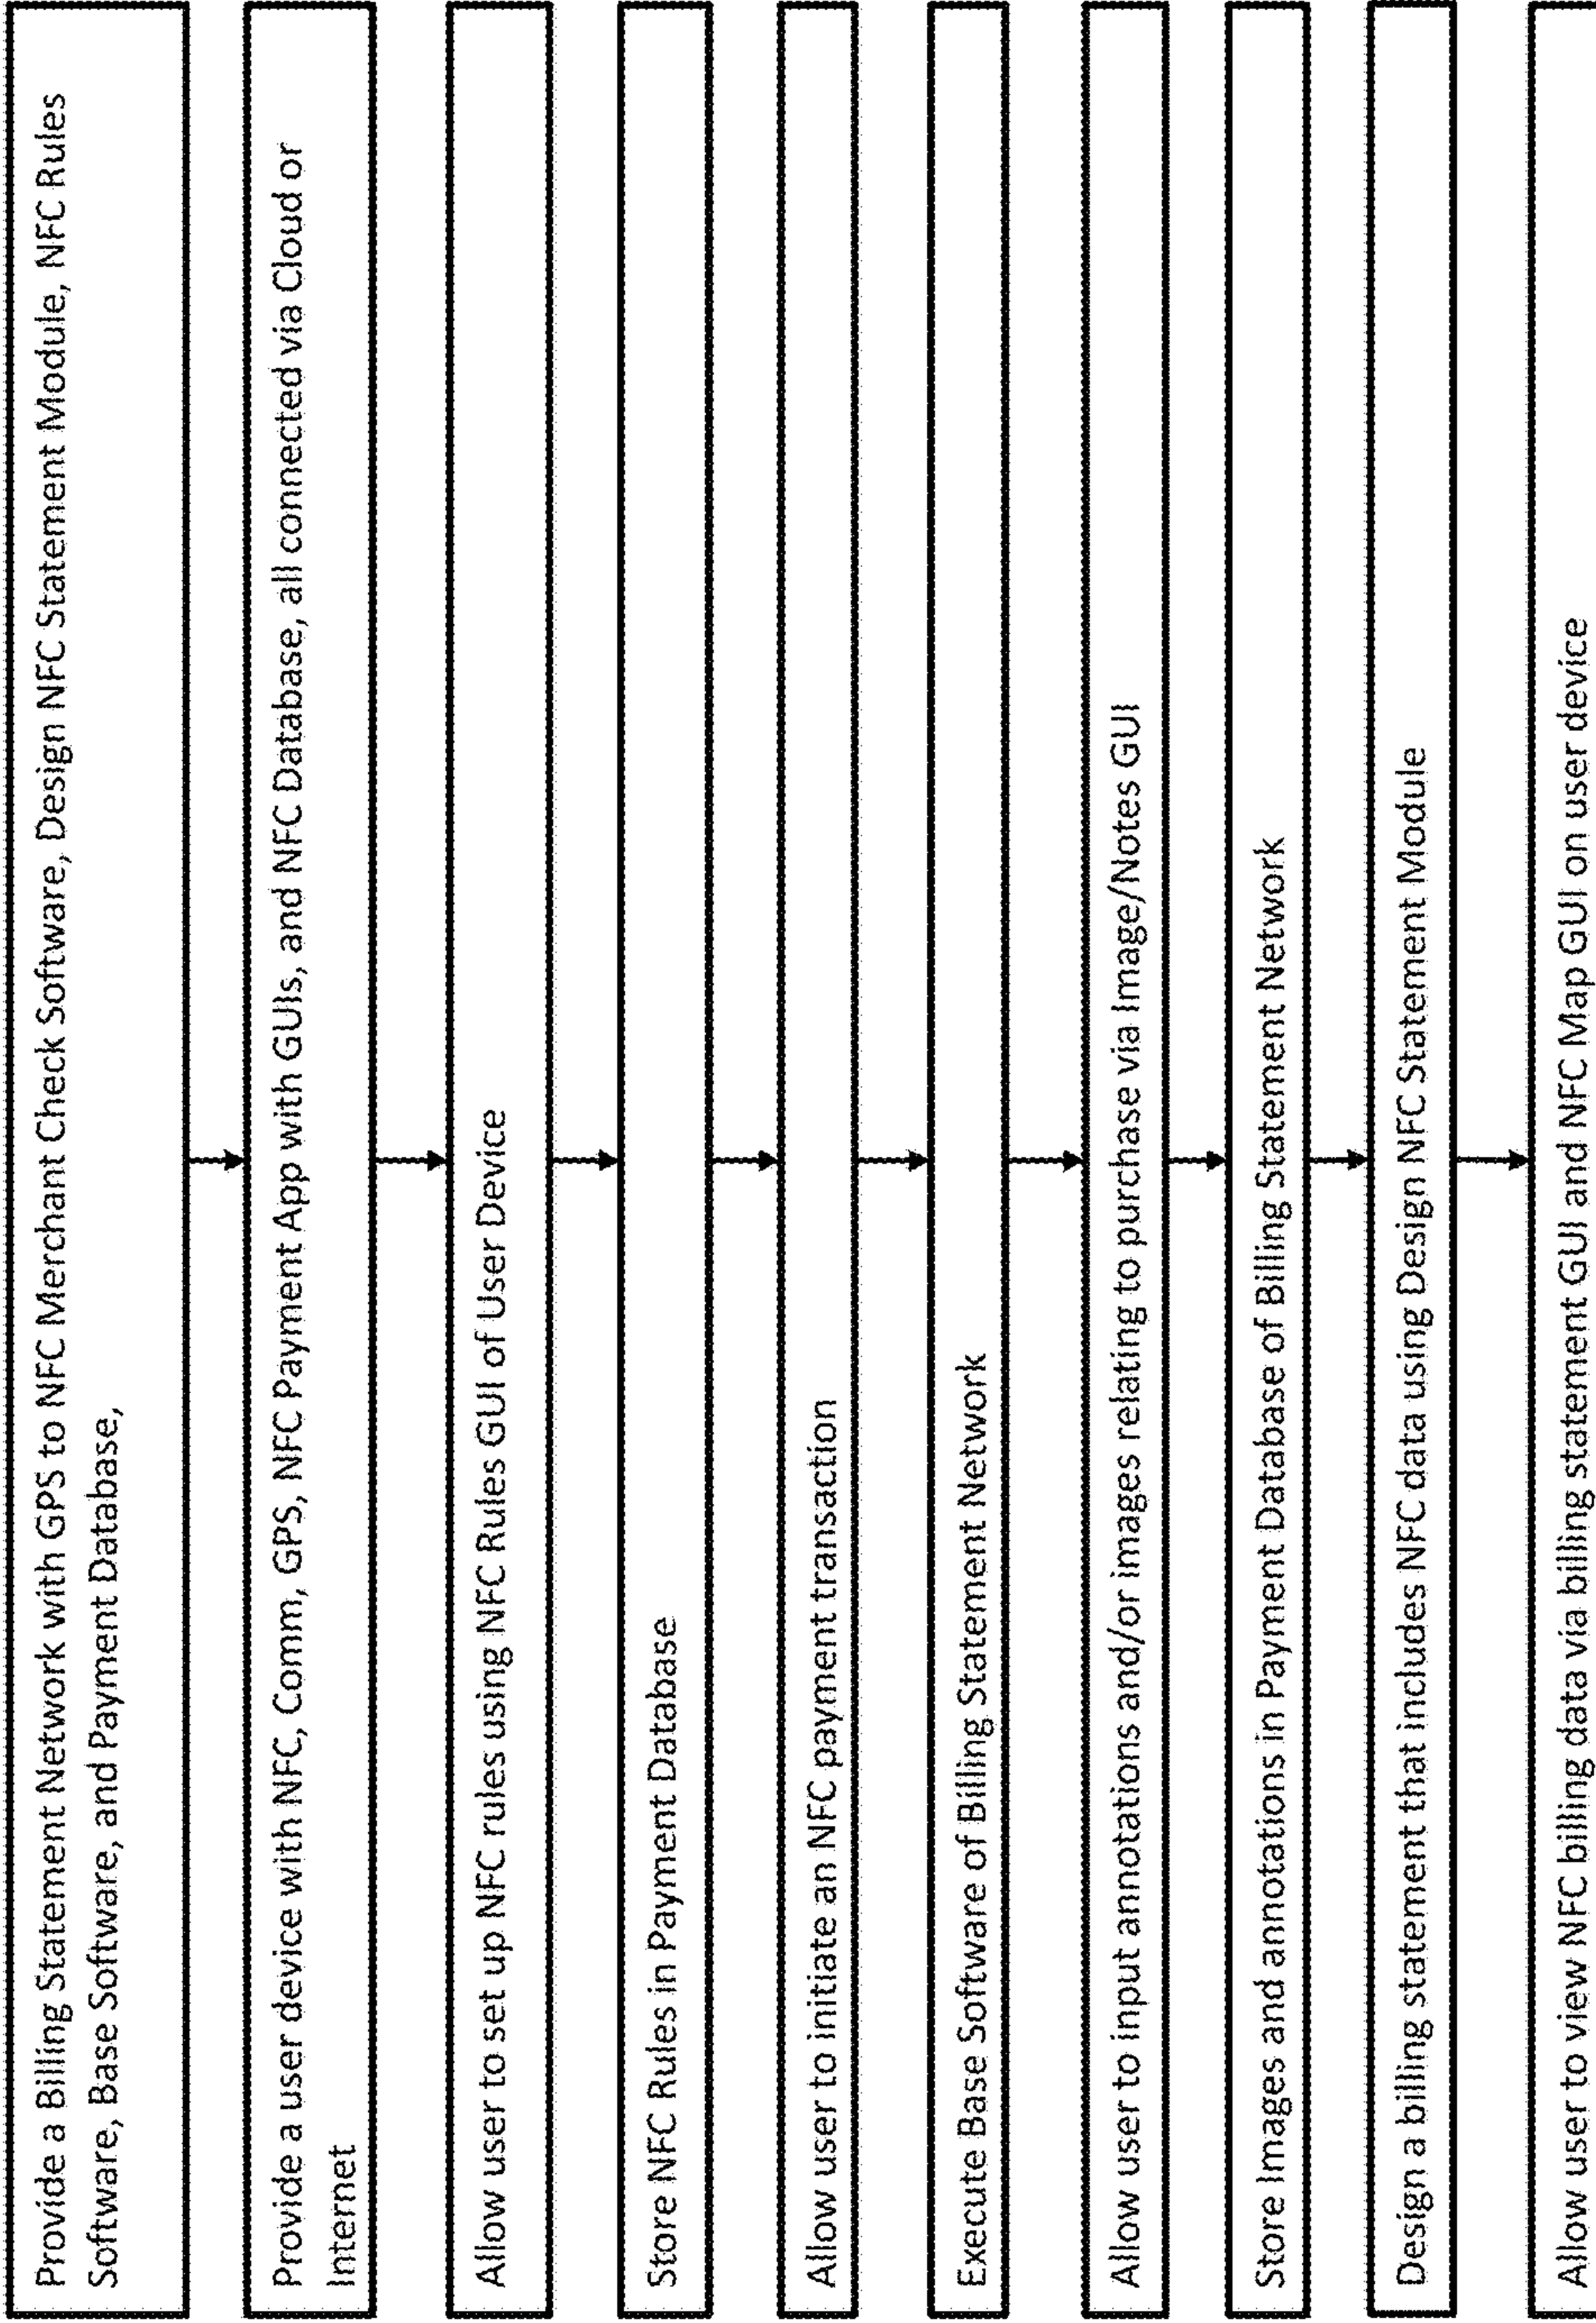 Provide a Billing Statement Network with GPS to NFC Merchant Check Software, Design NFC Statement Module, NFC Rules
Software, Base Software, and Payment Database,
Provide a user device with NFC, Comm, GPS, NFC Payment App with GUIs, and NFC Database, all connected via Cloud or
Internet
Allow user to set up NFC rules using NFC Rules GUI of User Device
Store NFC Rules in Payment Database
Allow user to initiate an NFC payment transaction
Execute Base Software of Billing Statement Network
Allow user to input annotations and/or images relating to purchase via Image/Notes GUI
Store Images and annotations in Payment Database of Billing Statement Network
Design a billing statement that includes NFC data using Design NFC Statement Module
Allow user to view NFC billing data via billing statement GUI and NFC Map GUI on user device